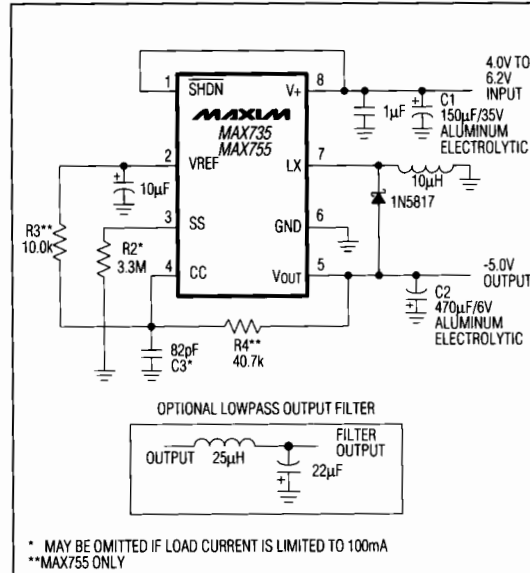 1
SHDN
V+
8
4.0V TO
6.2V
INPUT
MAXIM
MAX735
MAX755
1µF
C1
150µF/35V
ALUMINUM
ELECTROLYTIC
2
VREF
LX
7
10µF
10µH
1N5817
R3**
10.0k
3
SS
GND
6
R2*
3.3M
4
CC
VOUT
5
-5.0V
OUTPUT
C2
470µF/6V
ALUMINUM
ELECTROLYTIC
82pF
C3*
R4**
40.7k
OPTIONAL LOWPASS OUTPUT FILTER
OUTPUT
25µH
FILTER
OUTPUT
22µF
* MAY BE OMITTED IF LOAD CURRENT IS LIMITED TO 100mA
**MAX755 ONLY